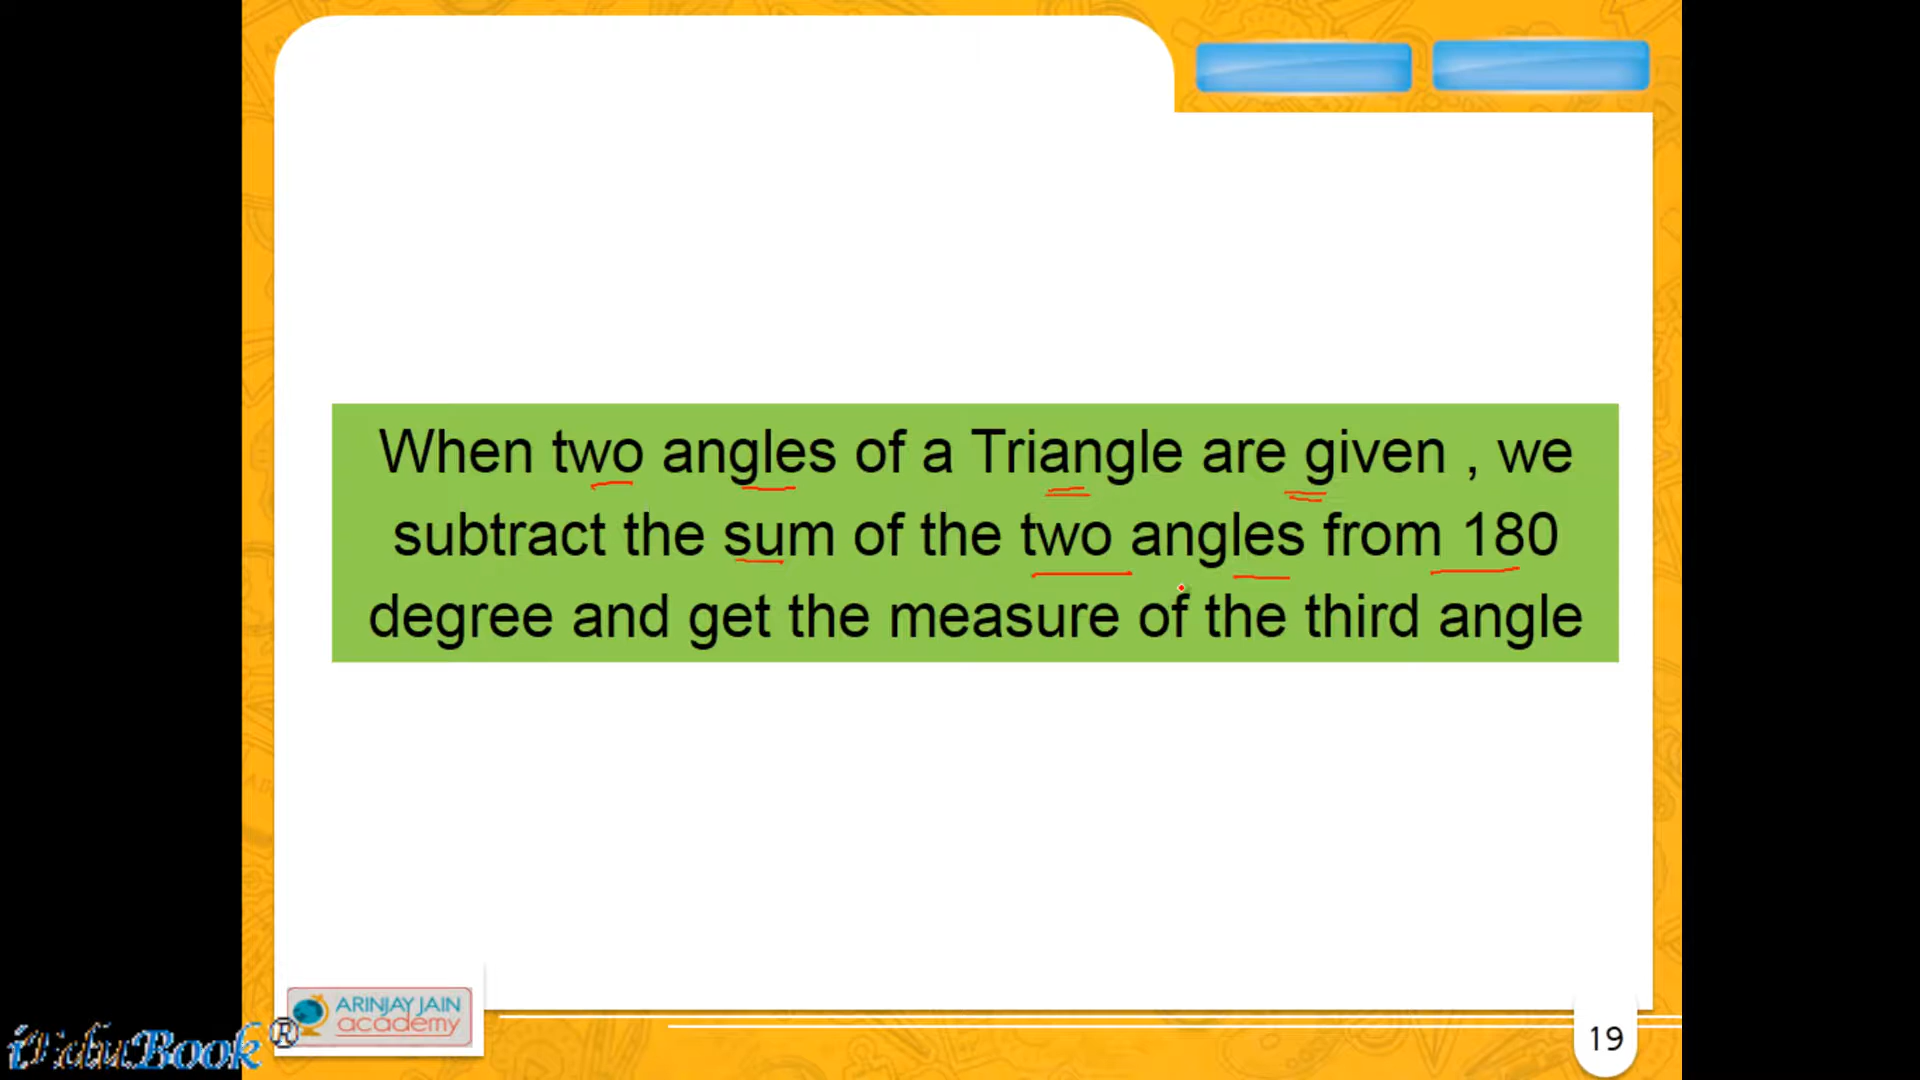 When two angles of a Triangle are given , we
subtract the sum of the two angles from 180
degree and get the measure of the third angle
ARINJAY JAIN
academy
iPeduBook®
19